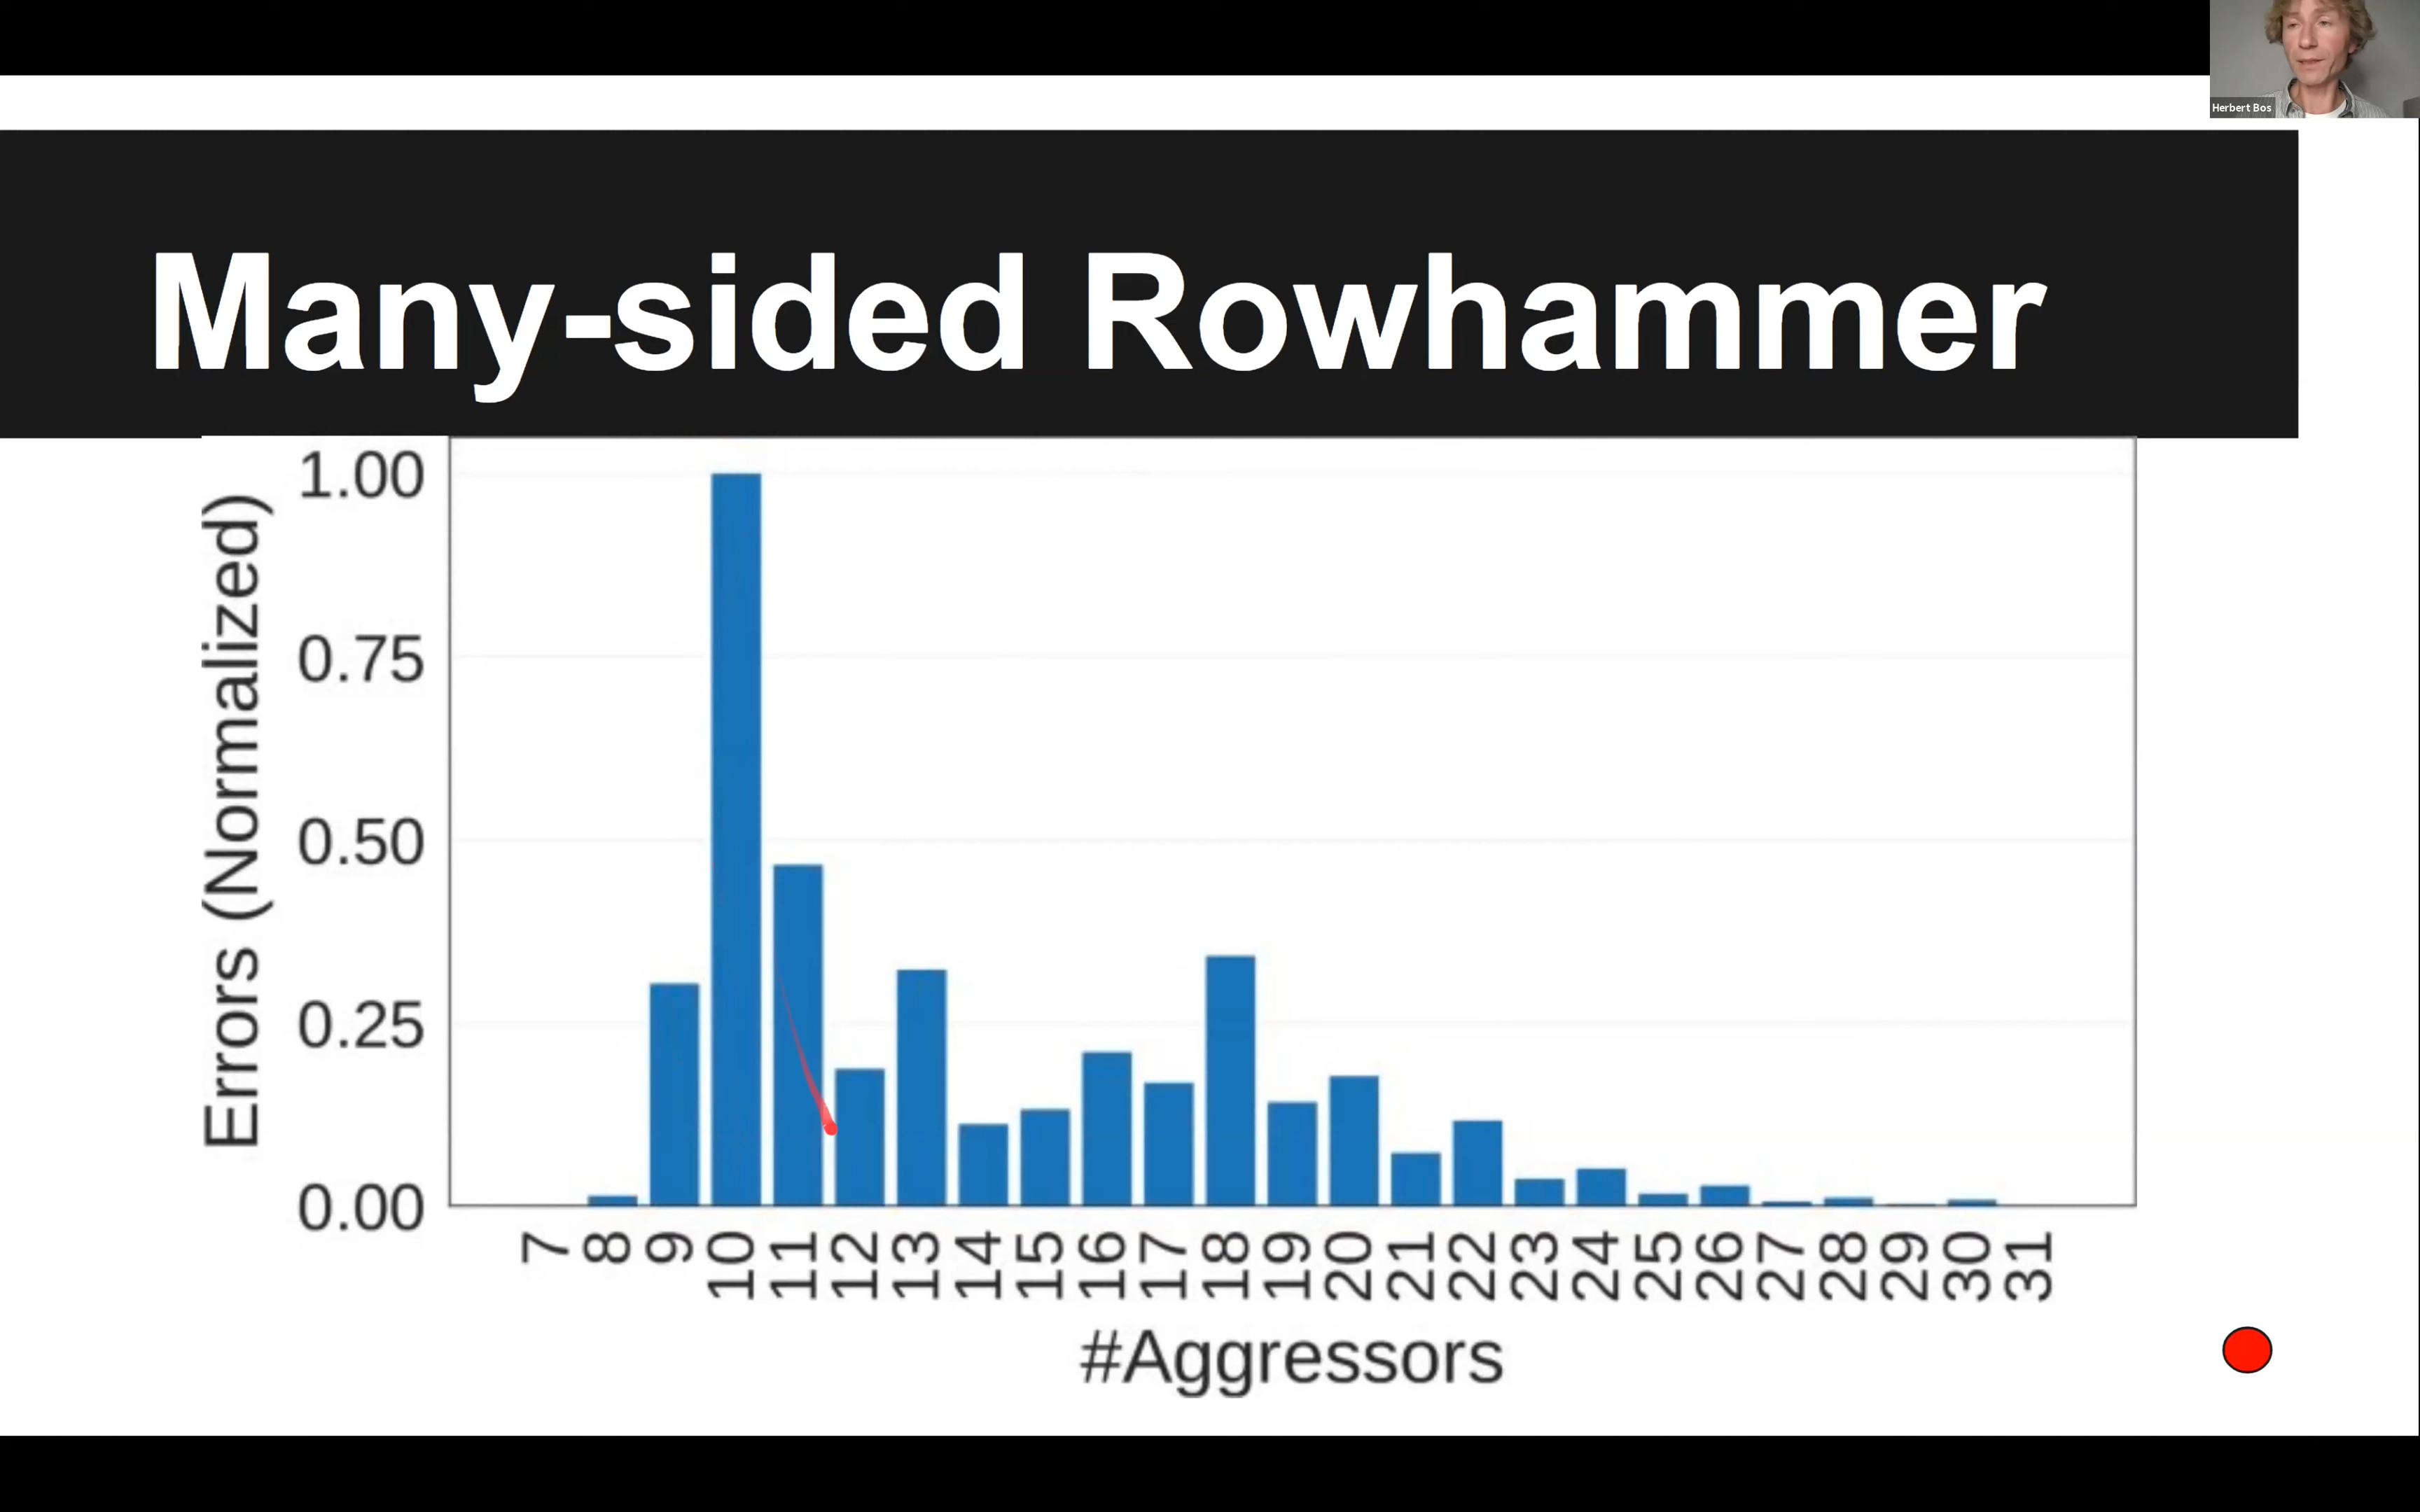 Herbert Bos
Many-sided Rowhammer
Errors (Normalized)
1.00
0.75
0.50
0.25
0.00
7 8 9 10 11 12 13 14 15 16 17 18 19 20 21 22 23 24 25 26 27 28 29 30 31
#Aggressors